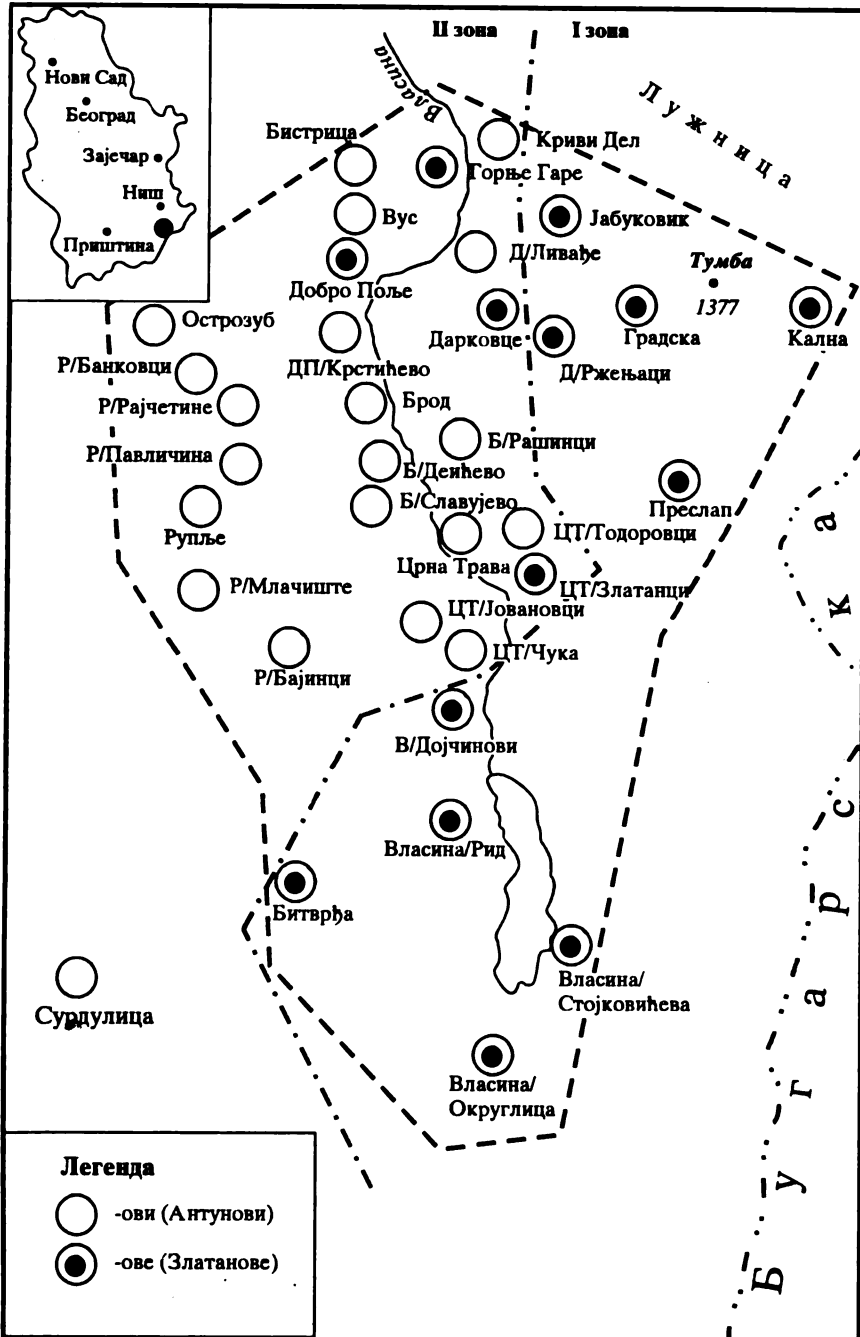 II зона
I зона
Нови Сад
Београд
Зајечар
Ниш
Приштина
Власина
Лужница
Бистрица
Криви Дел
Горње Гаре
Вус
Јабуковик
Д/Ливађе
Тумба
1377
Добро Поље
Острозуб
Дарковце
Градска
Кална
Р/Банковци
ДП/Крстићево
Д/Ржењаци
Р/Рајчетине
Брод
Б/Рашинци
Р/Павличина
Б/Деићево
Б/Славујево
Преслап
Рупље
ЦТ/Тодоровци
Црна Трава
Р/Млачиште
ЦТ/Златанци
ЦТ/Јовановци
ЦТ/Чука
Р/Бајинци
В/Дојчинови
Власина/Рид
Битврђа
Власина/
Стојковићева
Сурдулица
Власина/
Округлица
Бугарска
Легенда
-ови (Антунови)
-ове (Златанове)